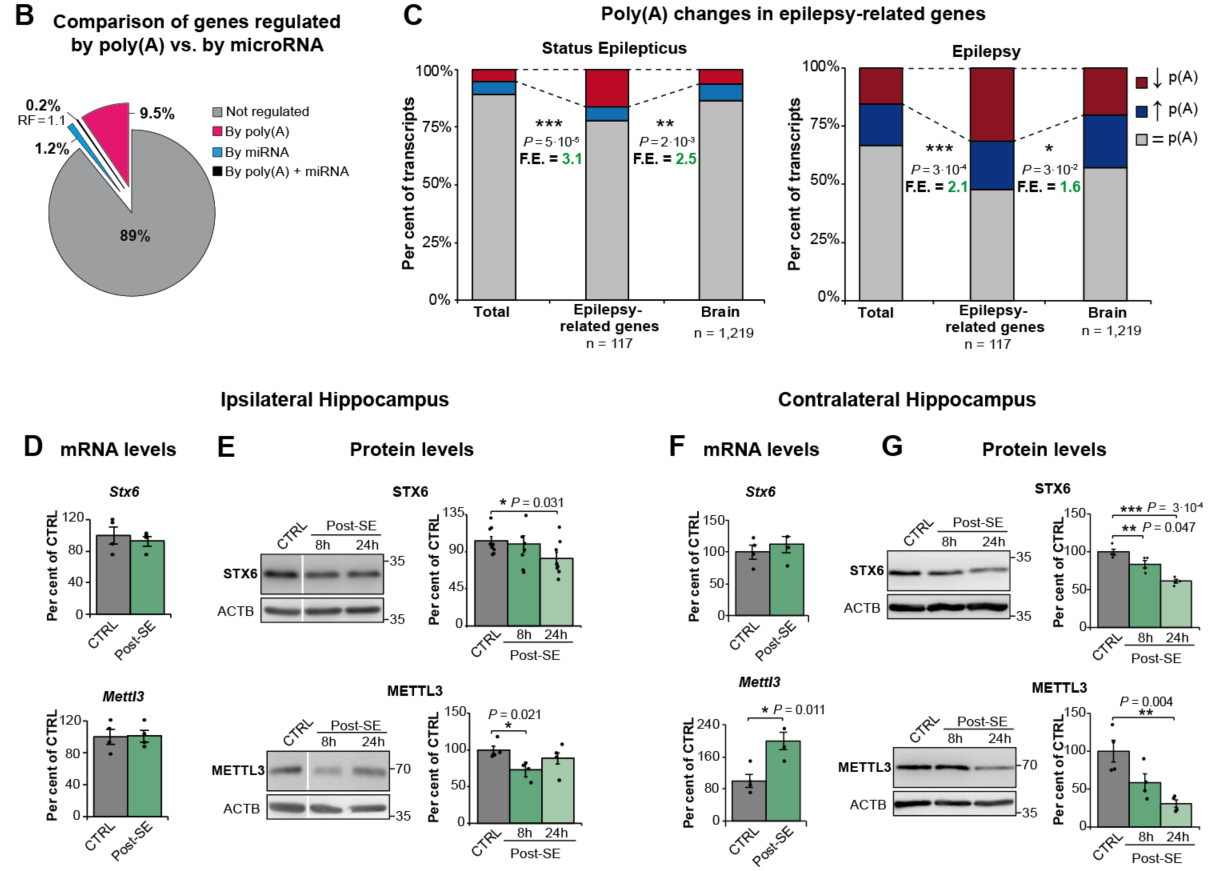 B
Comparison of genes regulated
by poly(A) vs. by microRNA
0.2%
RF = 1.1
1.2%
9.5%
89%
Not regulated
By poly(A)
By miRNA
By poly(A) + miRNA
C
Poly(A) changes in epilepsy-related genes
Status Epilepticus
Per cent of transcripts
100%
75%
50%
25%
0%
***
P = 5·10-5
F.E. = 3.1
**
P = 2·10-3
F.E. = 2.5
Total
Epilepsy-
related genes
n = 117
Brain
n = 1,219
Epilepsy
Per cent of transcripts
100%
75%
50%
25%
0%
***
P = 3·10-4
F.E. = 2.1
*
P = 3·10-2
F.E. = 1.6
Total
Epilepsy-
related genes
n = 117
Brain
n = 1,219
↓ p(A)
↑ p(A)
= p(A)
Ipsilateral Hippocampus
D
mRNA levels
Stx6
Per cent of CTRL
120
80
40
0
CTRL
Post-SE
Mettl3
Per cent of CTRL
120
80
40
0
CTRL
Post-SE
E
Protein levels
STX6
CTRL
Post-SE
8h 24h
STX6
ACTB
35
35
Per cent of CTRL
135
90
45
0
* P = 0.031
CTRL
8h 24h
Post-SE
METTL3
CTRL
Post-SE
8h 24h
METTL3
ACTB
70
35
Per cent of CTRL
150
100
50
0
P = 0.021
*
CTRL
8h 24h
Post-SE
Contralateral Hippocampus
F
mRNA levels
Stx6
Per cent of CTRL
150
100
50
0
CTRL
Post-SE
Mettl3
Per cent of CTRL
240
160
80
0
* P = 0.011
CTRL
Post-SE
G
Protein levels
STX6
CTRL
Post-SE
8h 24h
STX6
ACTB
35
35
Per cent of CTRL
150
100
50
0
*** P = 3·10-4
** P = 0.047
CTRL
8h 24h
Post-SE
METTL3
CTRL
Post-SE
8h 24h
METTL3
ACTB
70
35
Per cent of CTRL
150
100
50
0
P = 0.004
**
CTRL
8h 24h
Post-SE